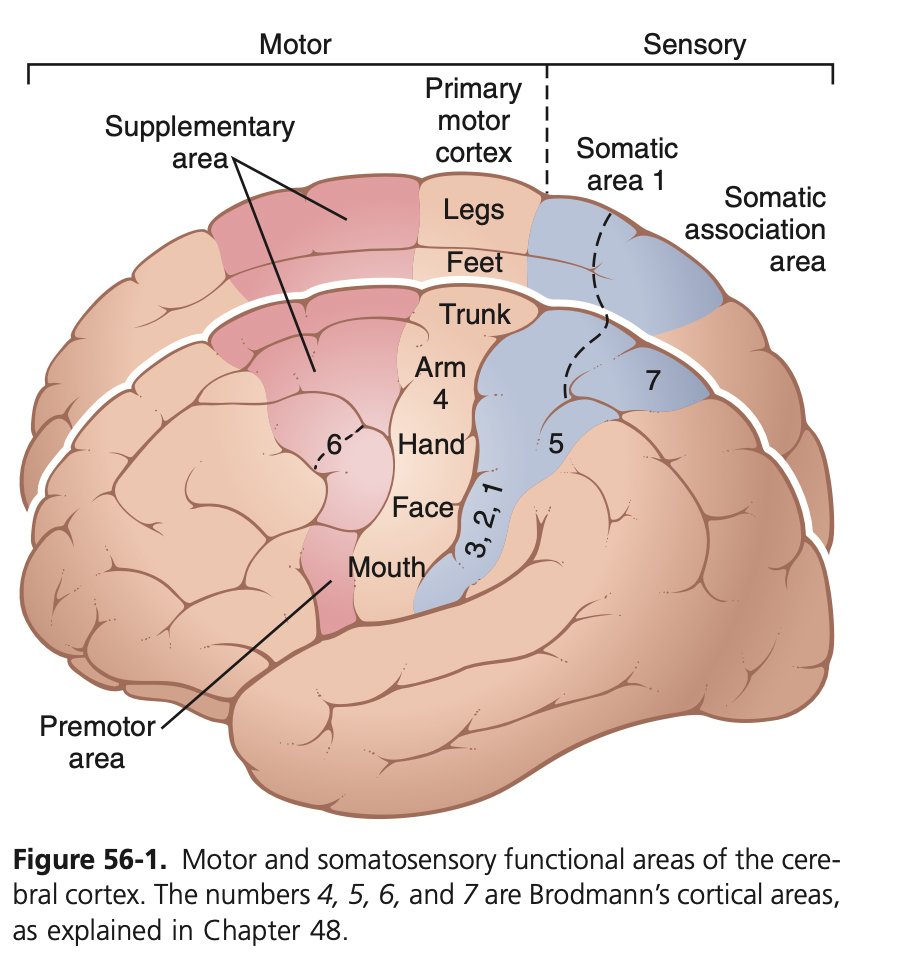 Motor
Sensory
Primary
motor
cortex
Supplementary
area
Somatic
area 1
Somatic
association
area
Legs
Feet
Trunk
Arm
4
7
6
Hand
5
Face
3, 2, 1
Mouth
Premotor
area
Figure 56-1. Motor and somatosensory functional areas of the cere-
bral cortex. The numbers 4, 5, 6, and 7 are Brodmann’s cortical areas,
as explained in Chapter 48.